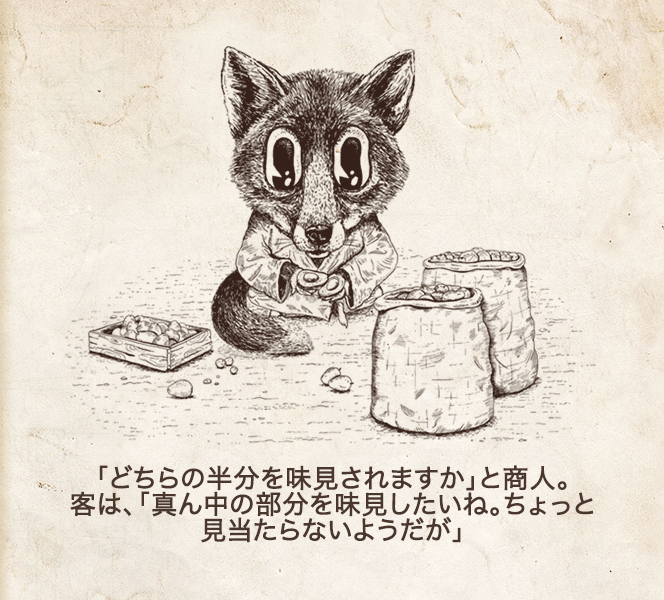 「どちらの半分を味見されますか」と商人。
客は、「真ん中の部分を味見したいね。ちょっと
見当たらないようだが」